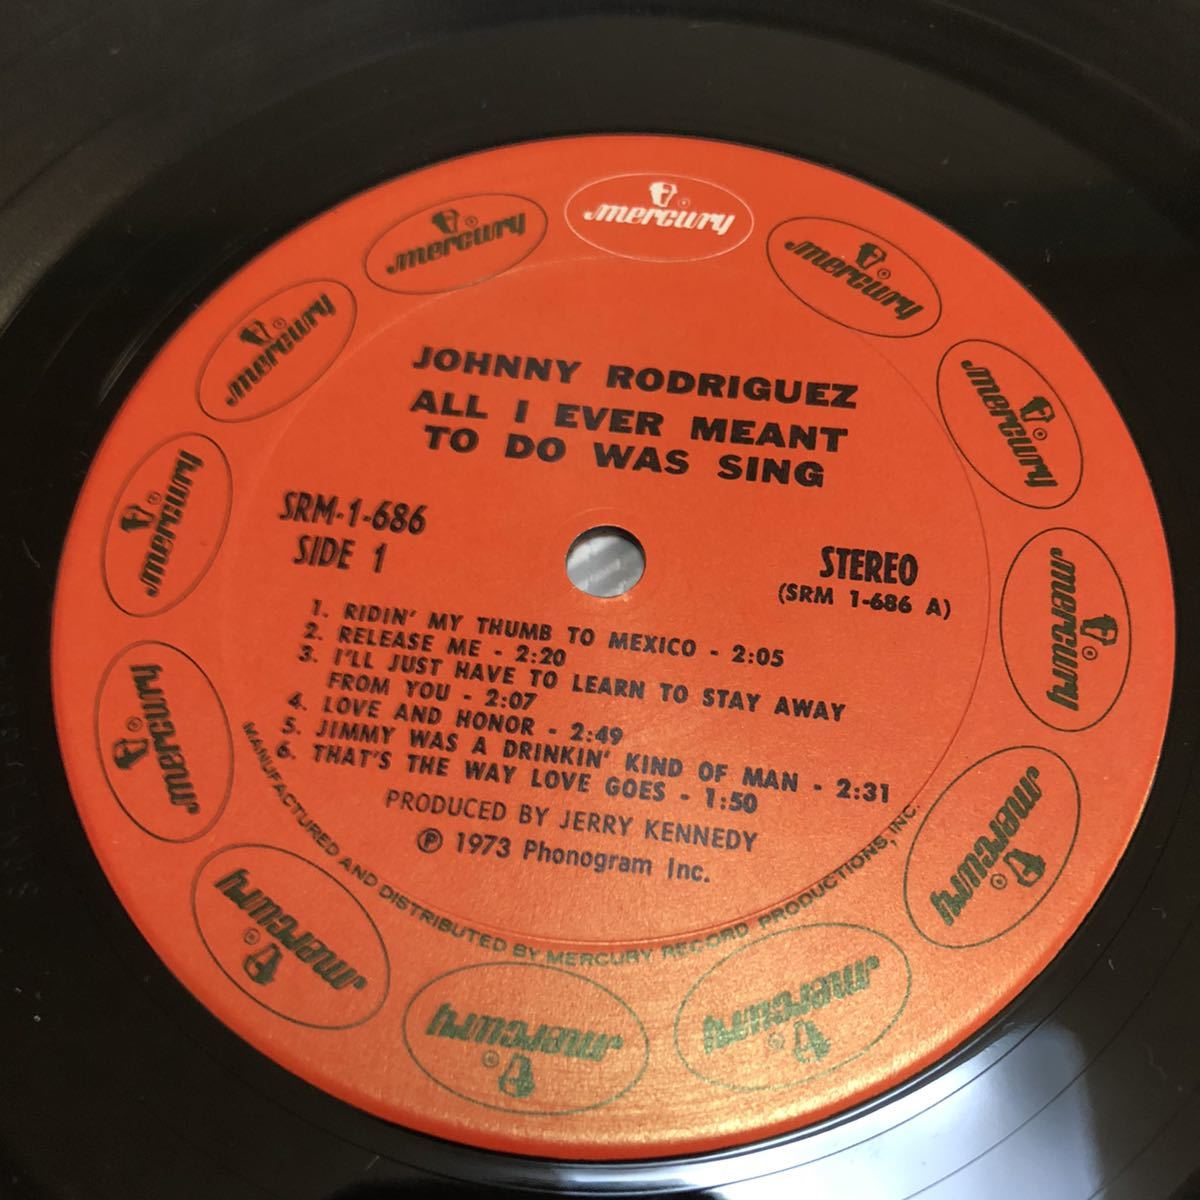 mercury
mercury
mercury
mercury
mercury
mercury
mercury
mercury
mercury
mercury
mercury
mercury
JOHNNY RODRIGUEZ
ALL I EVER MEANT
TO DO WAS SING
SRM-1-686
SIDE 1
STEREO
(SRM 1-686 A)
1. RIDIN' MY THUMB TO MEXICO - 2:05
2. RELEASE ME - 2:20
3. I'LL JUST HAVE TO LEARN TO STAY AWAY
FROM YOU - 2:07
4. LOVE AND HONOR - 2:49
5. JIMMY WAS A DRINKIN' KIND OF MAN - 2:31
6. THAT'S THE WAY LOVE GOES - 1:50
PRODUCED BY JERRY KENNEDY
℗ 1973 Phonogram Inc.
MANUFACTURED AND DISTRIBUTED BY MERCURY RECORD PRODUCTIONS, INC.